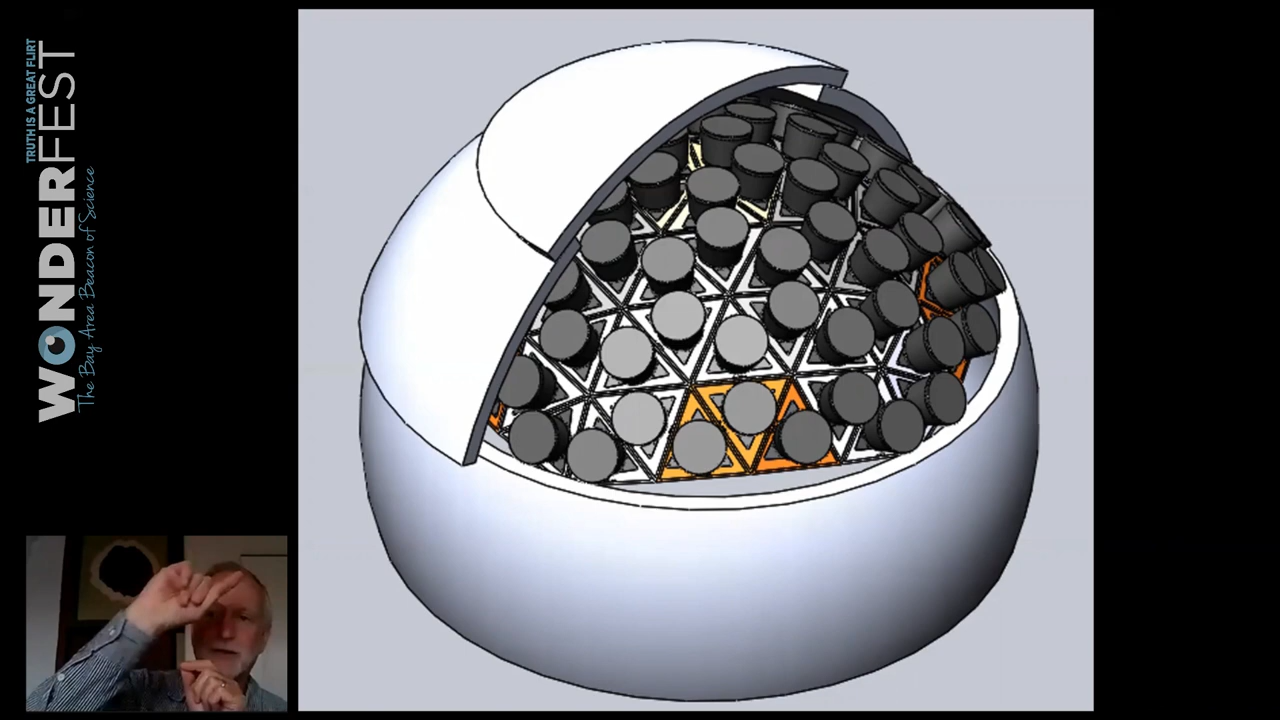 TRUTH IS A GREAT FLIRT
WONDERFEST
The Bay Area Beacon of Science